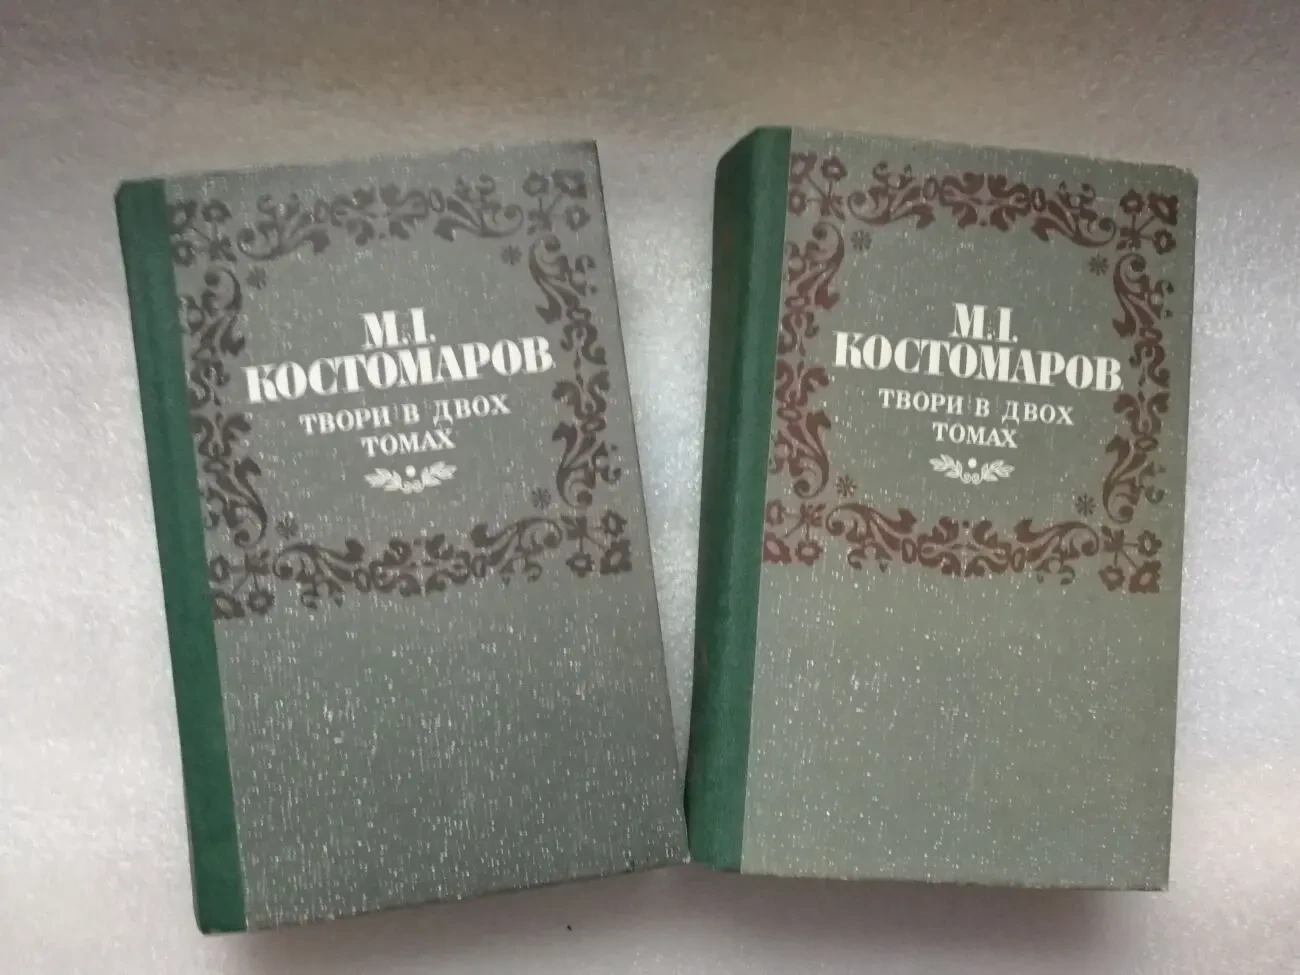 М.І.
КОСТОМАРОВ
ТВОРИ В ДВОХ
ТОМАХ
М.І.
КОСТОМАРОВ
ТВОРИ В ДВОХ
ТОМАХ